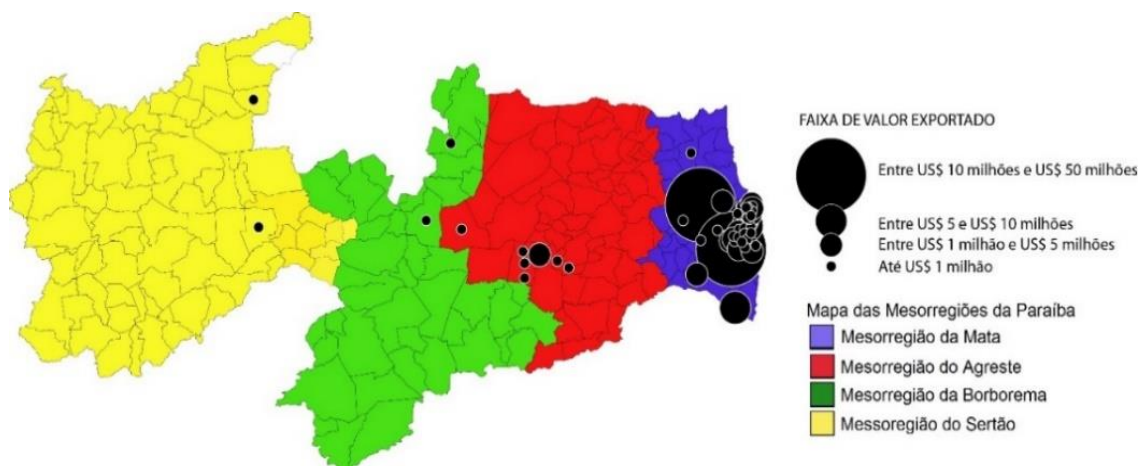 FAIXA DE VALOR EXPORTADO
Entre US$ 10 milhões e US$ 50 milhões
Entre US$ 5 e US$ 10 milhões
Entre US$ 1 milhão e US$ 5 milhões
Até US$ 1 milhão
Mapa das Mesorregiões da Paraíba
Mesorregião da Mata
Mesorregião do Agreste
Mesorregião da Borborema
Messoregião do Sertão